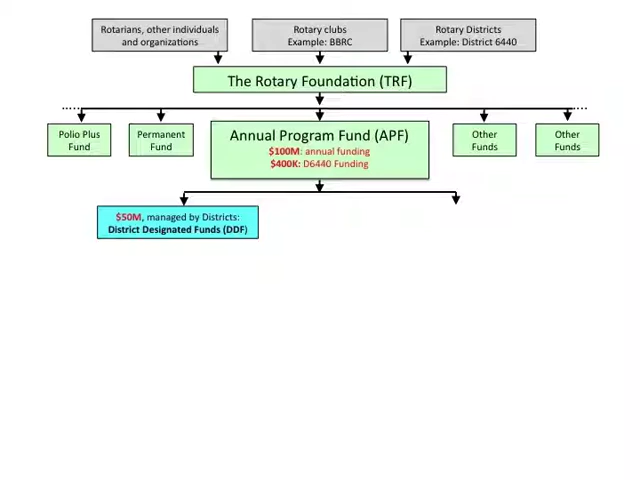 Rotarians, other individuals
and organizations
Rotary clubs
Example: BBRC
Rotary Districts
Example: District 6440
The Rotary Foundation (TRF)
Polio Plus
Fund
Permanent
Fund
Annual Program Fund (APF)
$100M: annual funding
$400K: D6440 Funding
Other
Funds
Other
Funds
$50M, managed by Districts:
District Designated Funds (DDF)